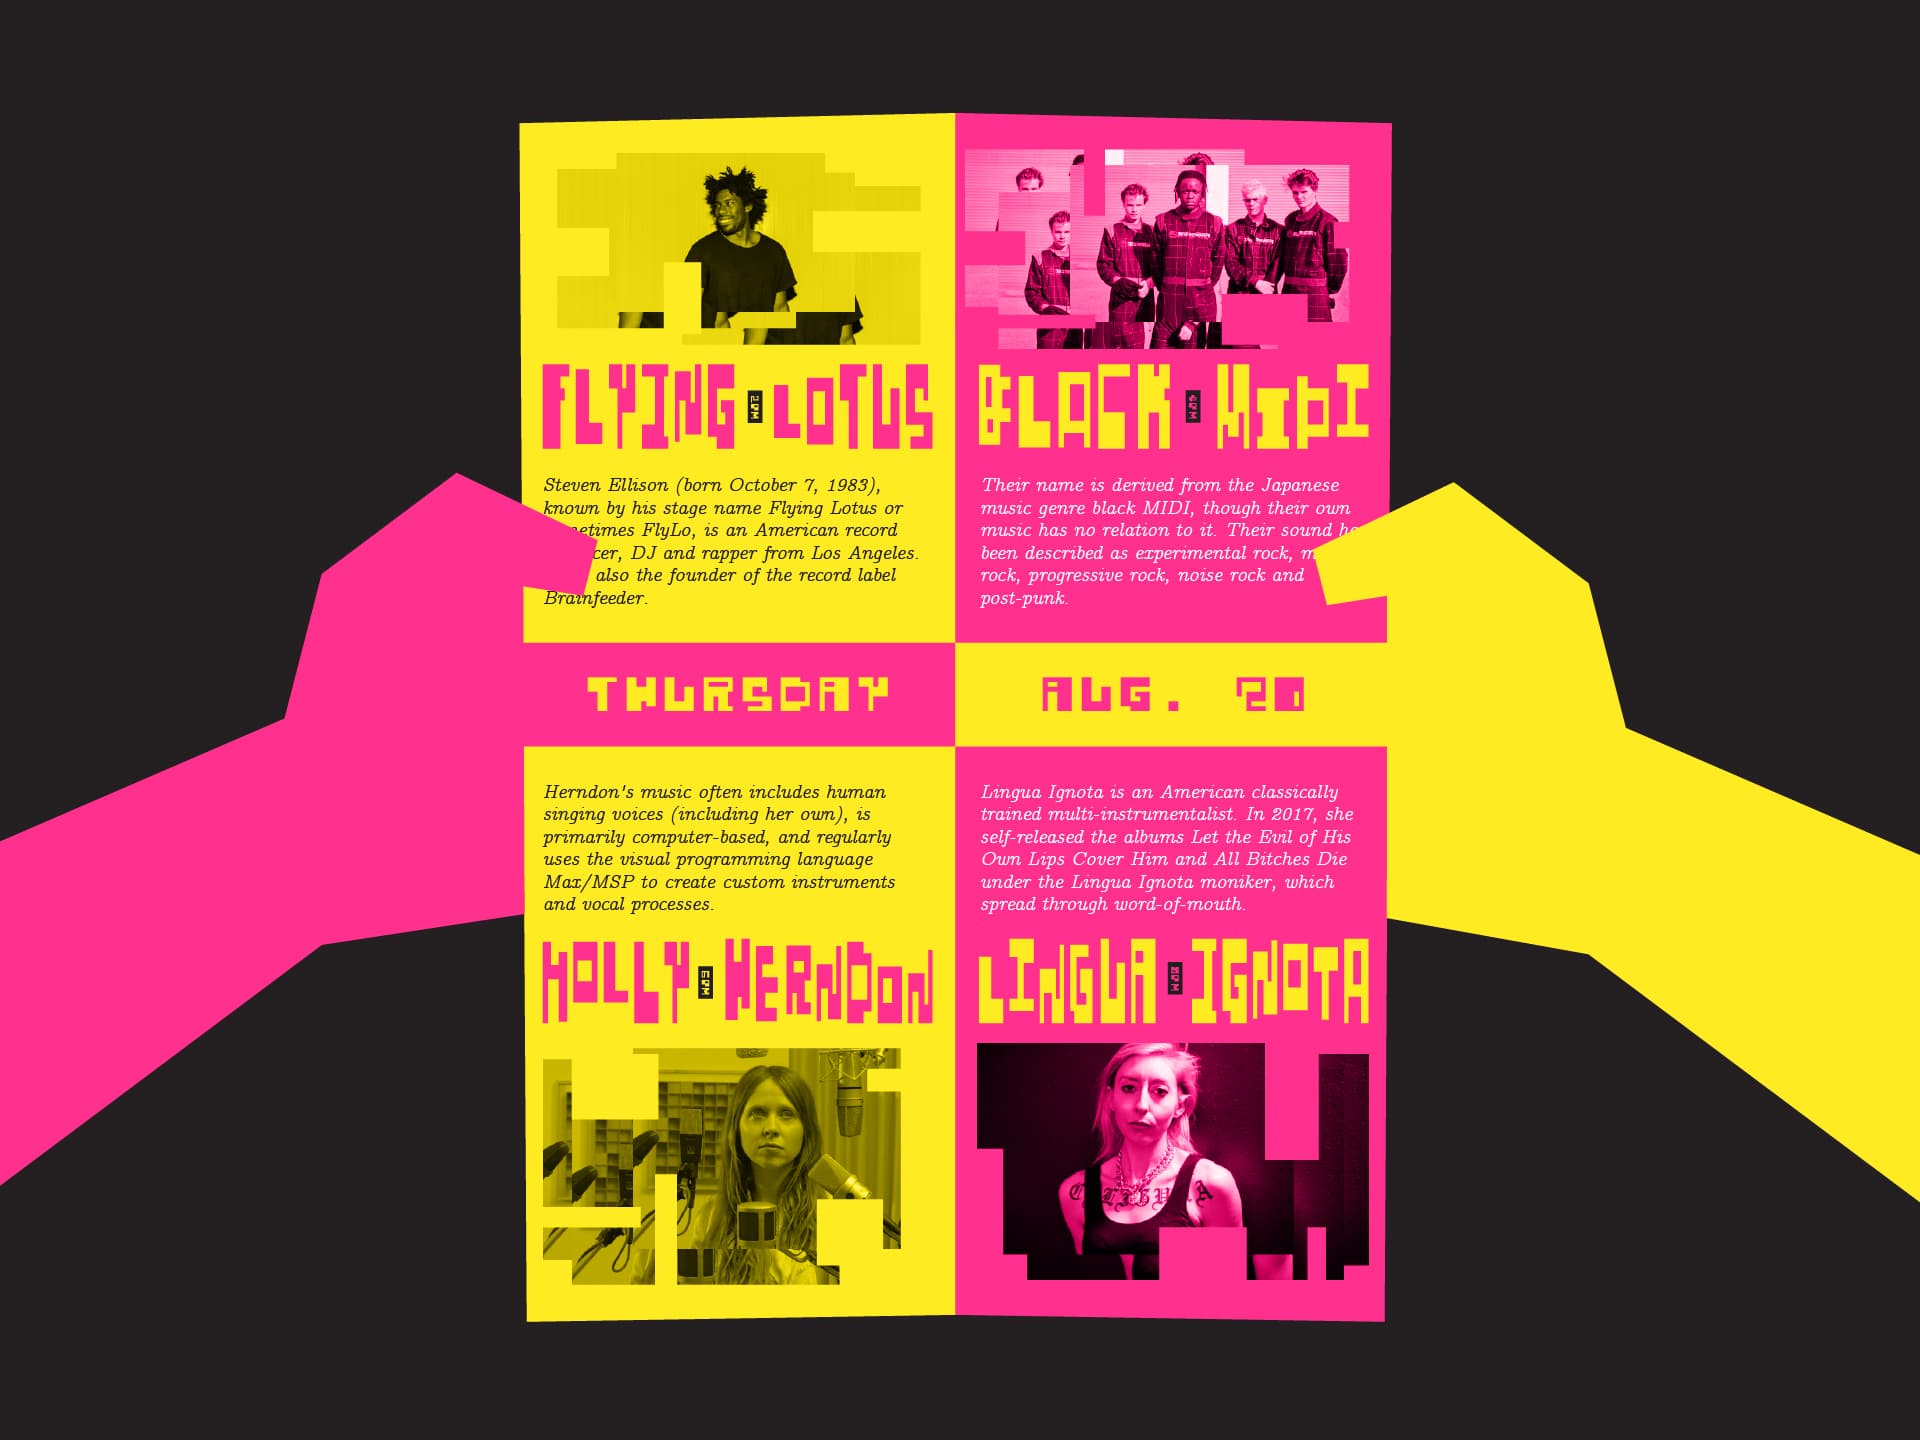 FLYING LOTUS
Steven Ellison (born October 7, 1983),
known by his stage name Flying Lotus or
FlyLo, is an American record
DJ and rapper from Los Angeles.
also the founder of the record label
Brainfeeder.
BLACK MIDI
Their name is derived from the Japanese
music genre black MIDI, though their own
music has no relation to it. Their sound
been described as experimental rock,
rock, progressive rock, noise rock and
post-punk.
THURSDAY
AUG. 20
Herndon's music often includes human
singing voices (including her own), is
primarily computer-based, and regularly
uses the visual programming language
Max/MSP to create custom instruments
and vocal processes.
HOLLY HERNDON
Lingua Ignota is an American classically
trained multi-instrumentalist. In 2017, she
self-released the albums Let the Evil of His
Own Lips Cover Him and All Bitches Die
under the Lingua Ignota moniker, which
spread through word-of-mouth.
LINGUA IGNOTA